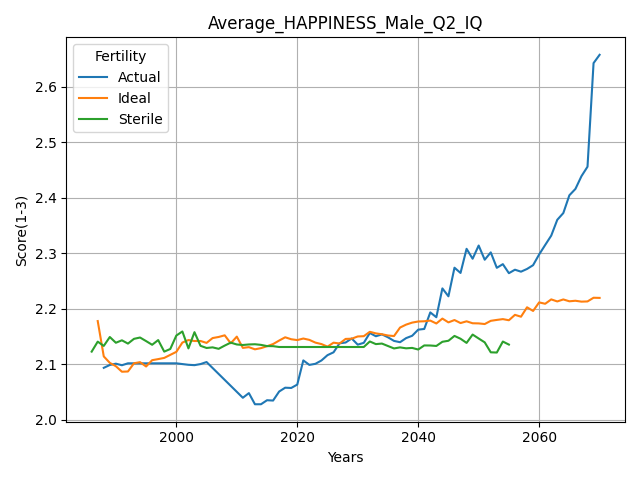 Average_HAPPINESS_Male_Q2_IQ
Fertility
Actual
Ideal
Sterile
Score(1-3)
2.6
2.5
2.4
2.3
2.2
2.1
2.0
2000 2020 2040 2060
Years